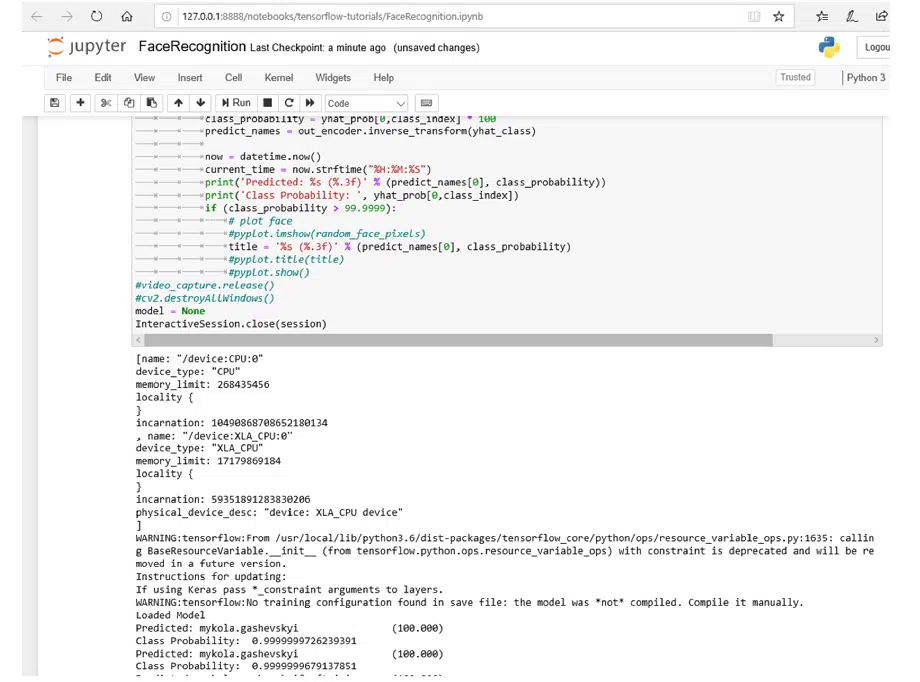 127.0.0.1:8888/notebooks/tensorflow-tutorials/FaceRecognition.ipynb
jupyter FaceRecognition Last Checkpoint: a minute ago (unsaved changes)
Logou
File Edit View Insert Cell Kernel Widgets Help Trusted Python 3
Run Code
class_probability = yhat_prob[0,class_index] * 100
predict_names = out_encoder.inverse_transform(yhat_class)
now = datetime.now()
current_time = now.strftime("%H:%M:%S")
print('Predicted: %s (%.3f)' % (predict_names[0], class_probability))
print('Class Probability: ', yhat_prob[0,class_index])
if (class_probability > 99.9999):
# plot face
#pyplot.imshow(random_face_pixels)
title = '%s (%.3f)' % (predict_names[0], class_probability)
#pyplot.title(title)
#pyplot.show()
#video_capture.release()
#cv2.destroyAllWindows()
model = None
InteractiveSession.close(session)
[name: "/device:CPU:0"
device_type: "CPU"
memory_limit: 268435456
locality {
}
incarnation: 10490868708652180134
, name: "/device:XLA_CPU:0"
device_type: "XLA_CPU"
memory_limit: 17179869184
locality {
}
incarnation: 59351891283830206
physical_device_desc: "device: XLA_CPU device"
]
WARNING:tensorflow:From /usr/local/lib/python3.6/dist-packages/tensorflow_core/python/ops/resource_variable_ops.py:1635: callin
g BaseResourceVariable.__init__ (from tensorflow.python.ops.resource_variable_ops) with constraint is deprecated and will be re
moved in a future version.
Instructions for updating:
If using Keras pass *_constraint arguments to layers.
WARNING:tensorflow:No training configuration found in save file: the model was *not* compiled. Compile it manually.
Loaded Model
Predicted: mykola.gashevskyi (100.000)
Class Probability: 0.9999999726239391
Predicted: mykola.gashevskyi (100.000)
Class Probability: 0.9999999679137851